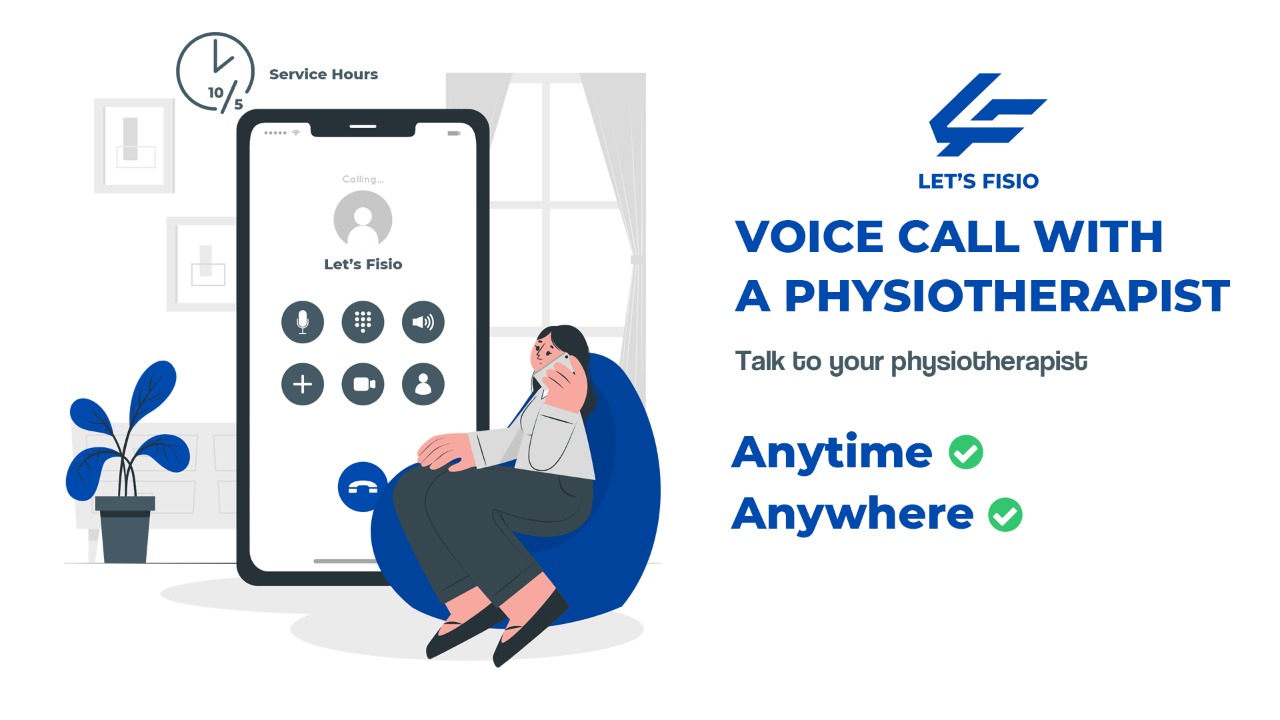 Service Hours
10/5
Calling...
Let's Fisio
LET'S FISIO
VOICE CALL WITH
A PHYSIOTHERAPIST
Talk to your physiotherapist
Anytime
Anywhere